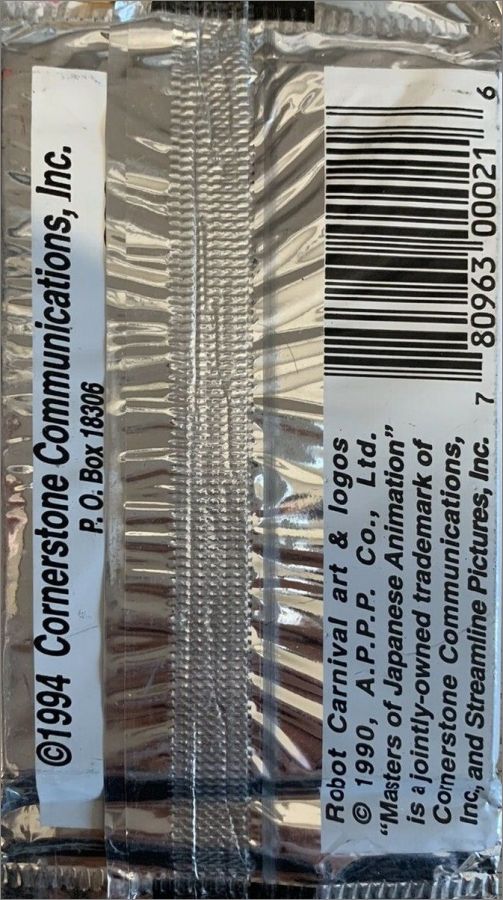 ©1994 Cornerstone Communications, Inc.
P. O. Box 18306
7 80963 00021 6
Robot Carnival art & logos
© 1990, A.P.P.P. Co., Ltd.
“Masters of Japanese Animation”
is a jointly-owned trademark of
Cornerstone Communications,
Inc, and Streamline Pictures, Inc.